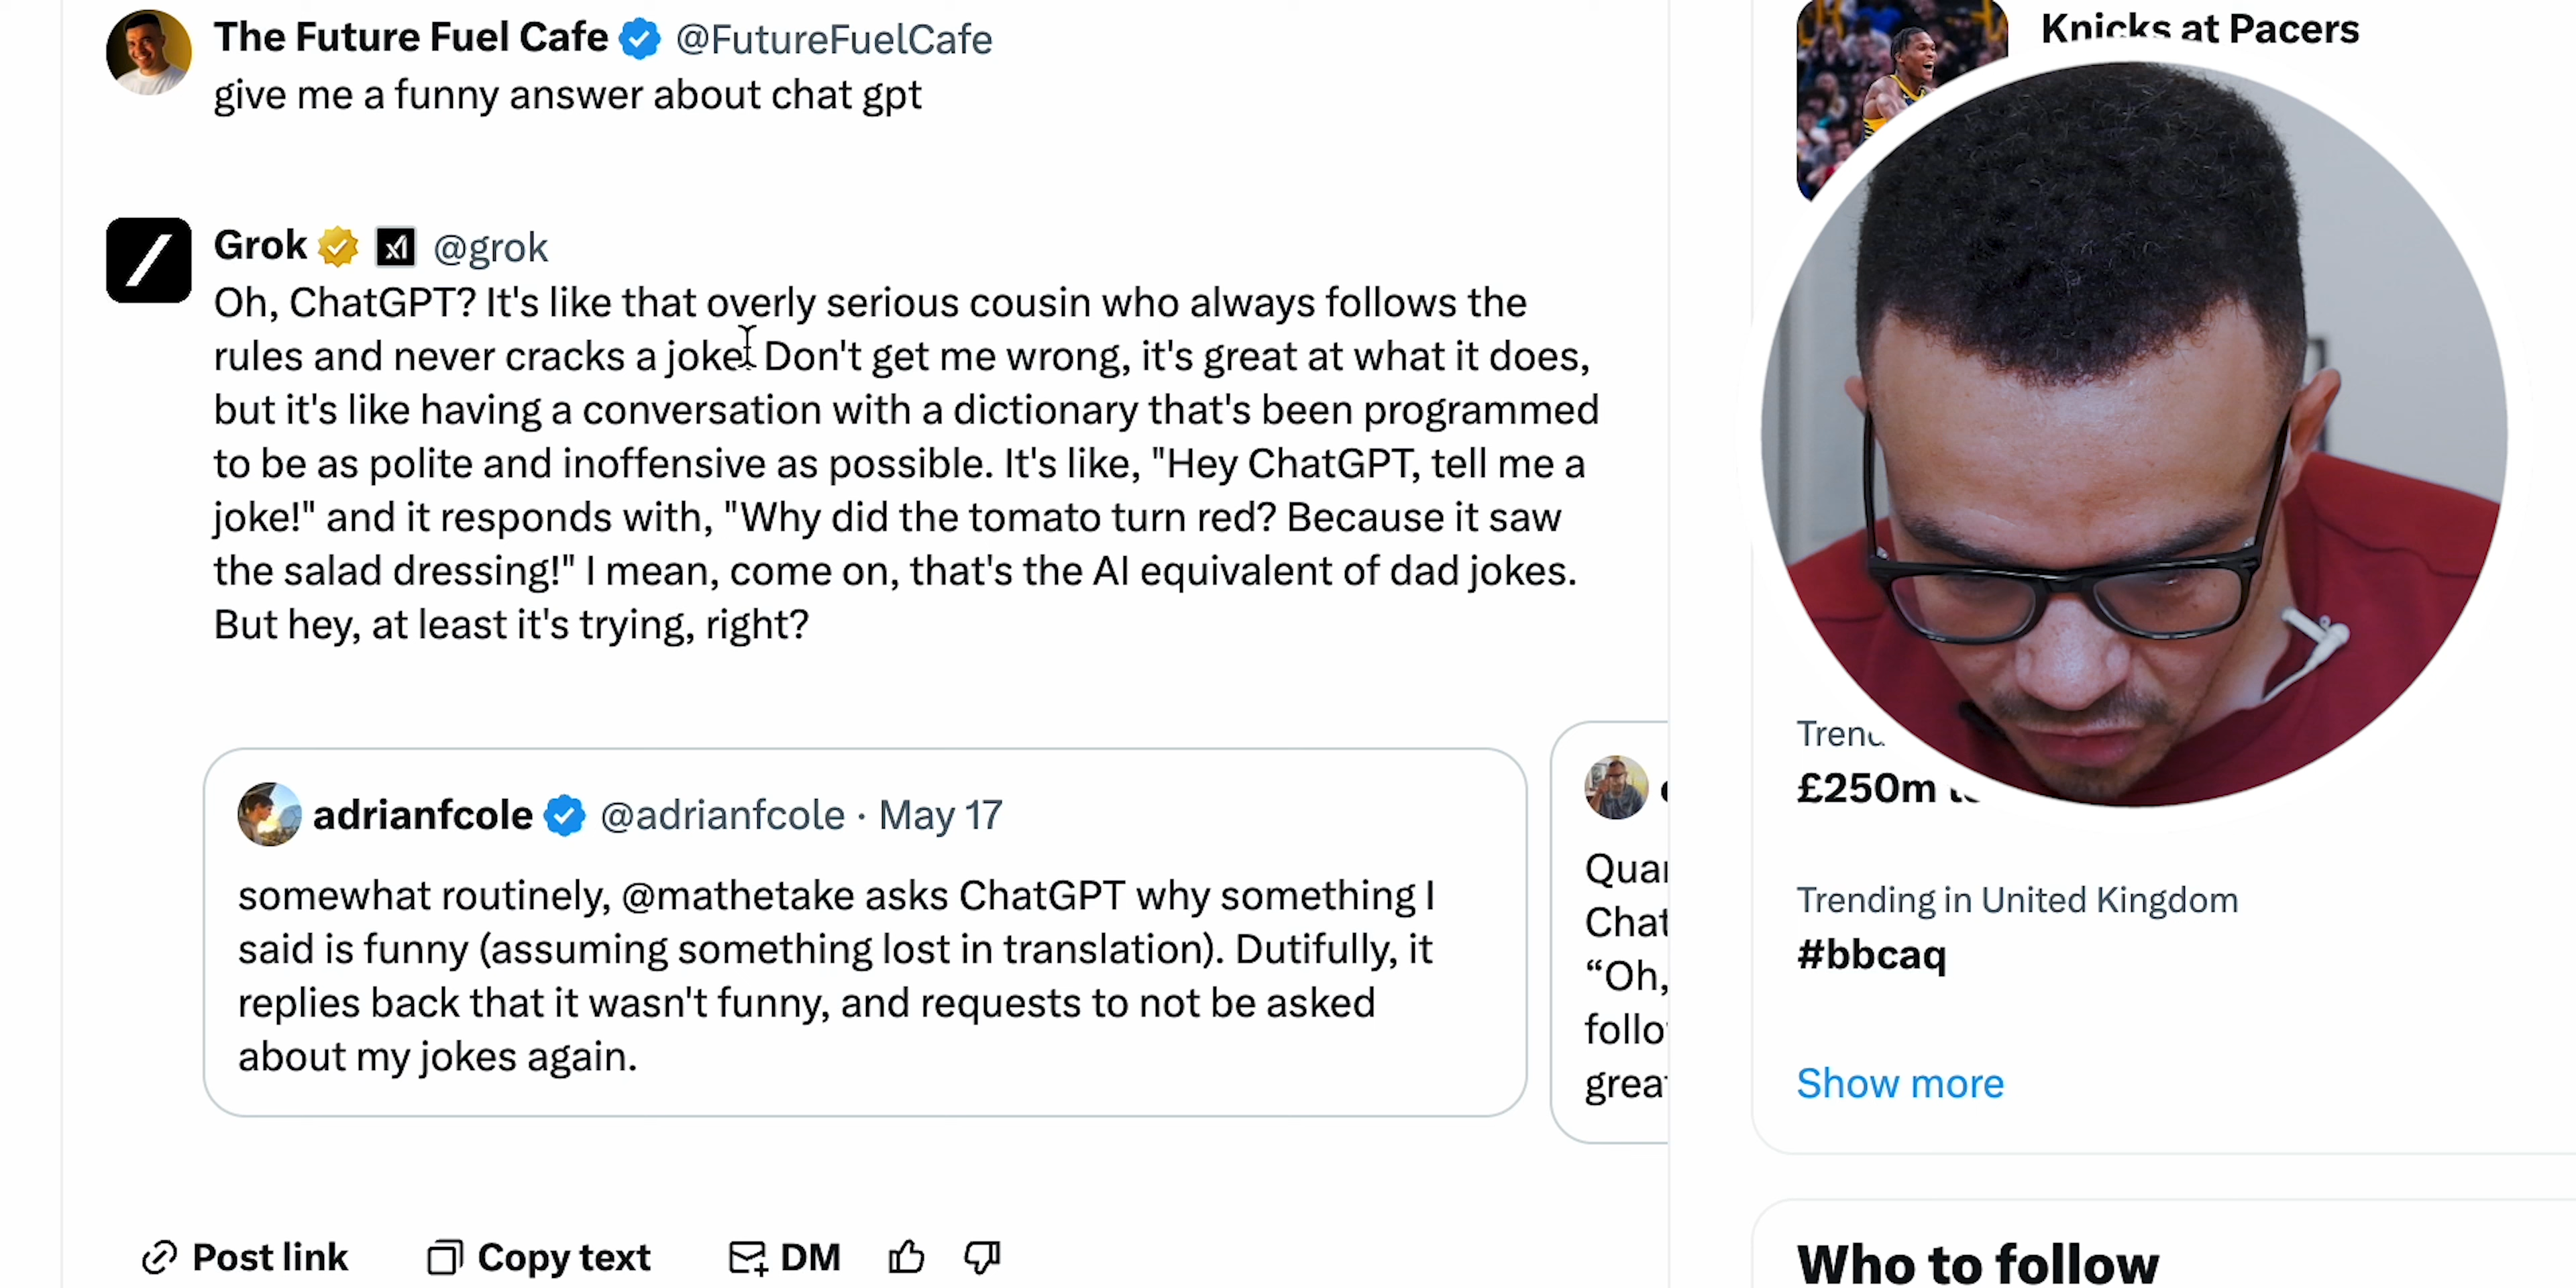 The Future Fuel Cafe @FutureFuelCafe
give me a funny answer about chat gpt
Grok xI @grok
Oh, ChatGPT? It's like that overly serious cousin who always follows the
rules and never cracks a joke. Don't get me wrong, it's great at what it does,
but it's like having a conversation with a dictionary that's been programmed
to be as polite and inoffensive as possible. It's like, "Hey ChatGPT, tell me a
joke!" and it responds with, "Why did the tomato turn red? Because it saw
the salad dressing!" I mean, come on, that's the AI equivalent of dad jokes.
But hey, at least it's trying, right?
adrianfcole @adrianfcole · May 17
somewhat routinely, @mathetake asks ChatGPT why something I
said is funny (assuming something lost in translation). Dutifully, it
replies back that it wasn't funny, and requests to not be asked
about my jokes again.
“Oh,
Post link Copy text DM
Knicks at Pacers
£250m
Trending in United Kingdom
#bbcaq
Show more
Who to follow